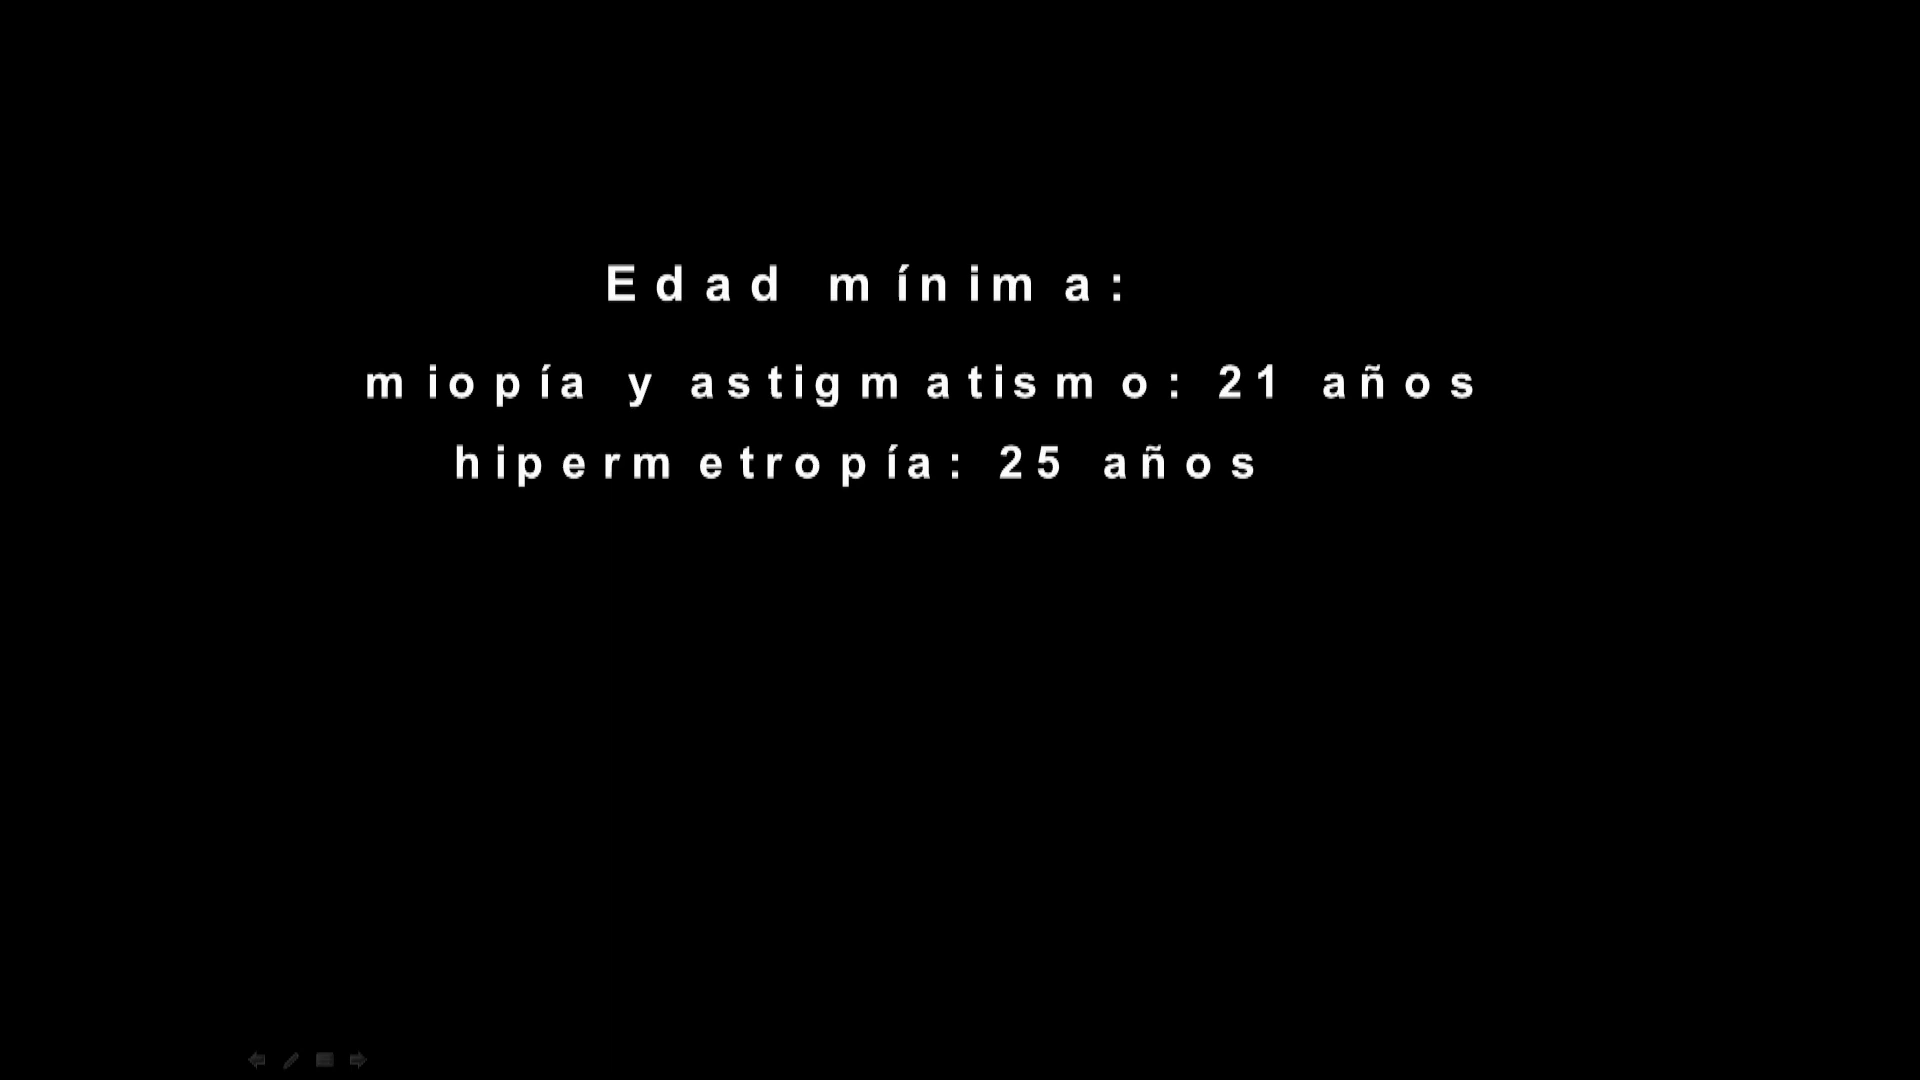 Edad mínima:
miopía y astigmatismo: 21 años
hipermetropía: 25 años